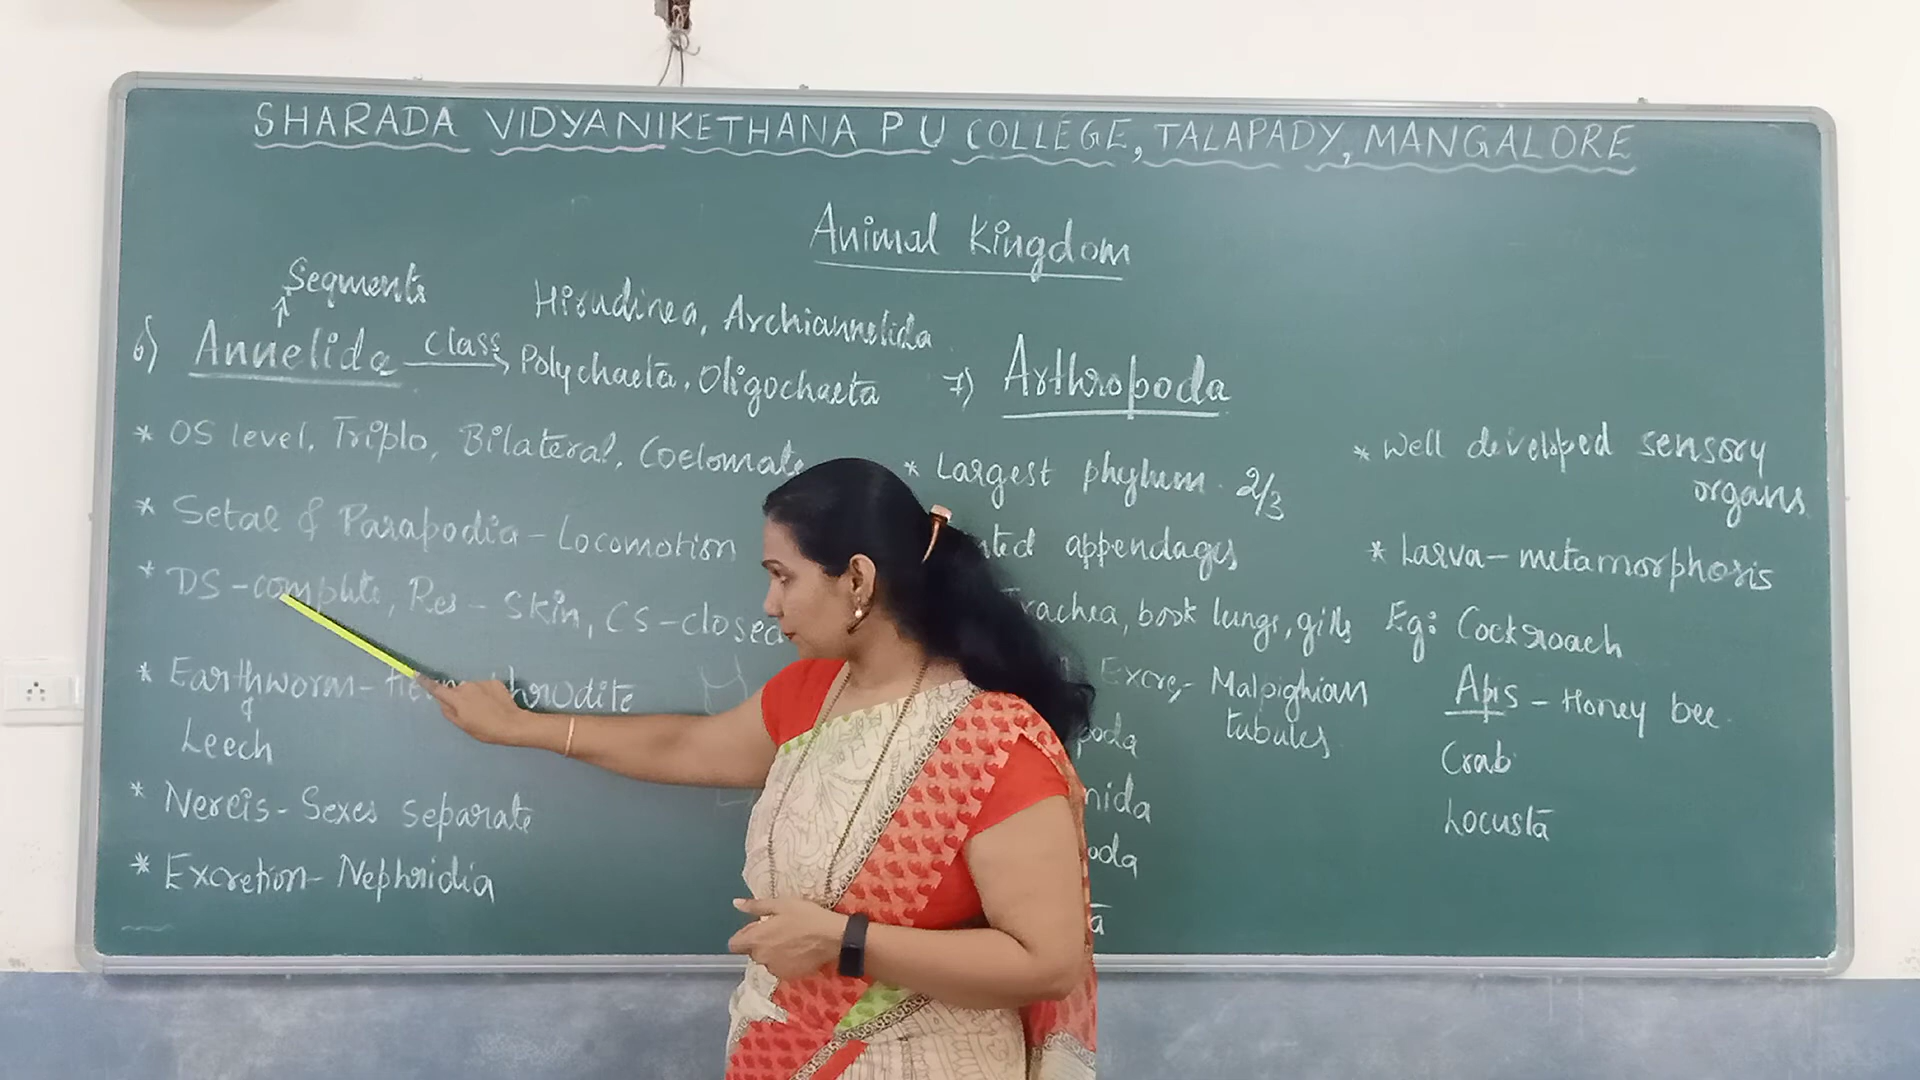 SHARADA VIDYANIKETHANA P U COLLEGE, TALAPADY, MANGALORE
Animal Kingdom
Segments
Hirudinea, Archiannelida
6) Annelida class Polychaeta, Oligochaeta
* OS level, Triplo, Bilateral, Coelomate
* Setae & Parapodia - Locomotion
* DS - complete, Res - Skin, CS - closed
* Earthworm - Hermaphrodite
&
Leech
* Nereis - Sexes separate
* Excretion - Nephridia
7) Arthropoda
* Largest phylum 2/3
appendages
Trachea, book lungs, gills
Excre - Malpighian
tubules
* Well developed sensory
organs
* Larva - metamorphosis
Eg: Cockroach
Apis - Honey bee
Crab
Locusta